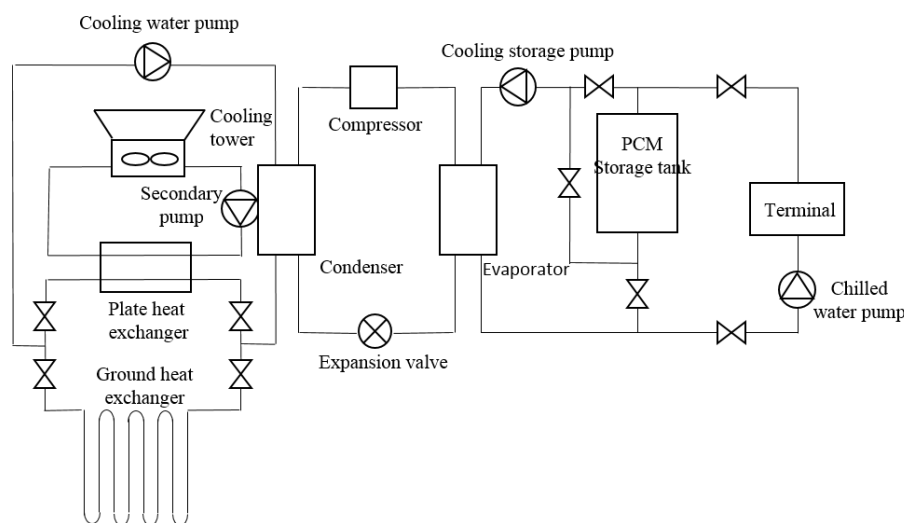 Cooling water pump
Cooling storage pump
Cooling
tower
Compressor
PCM
Storage tank
Secondary
pump
Terminal
Condenser
Evaporator
Plate heat
exchanger
Chilled
water pump
Expansion valve
Ground heat
exchanger